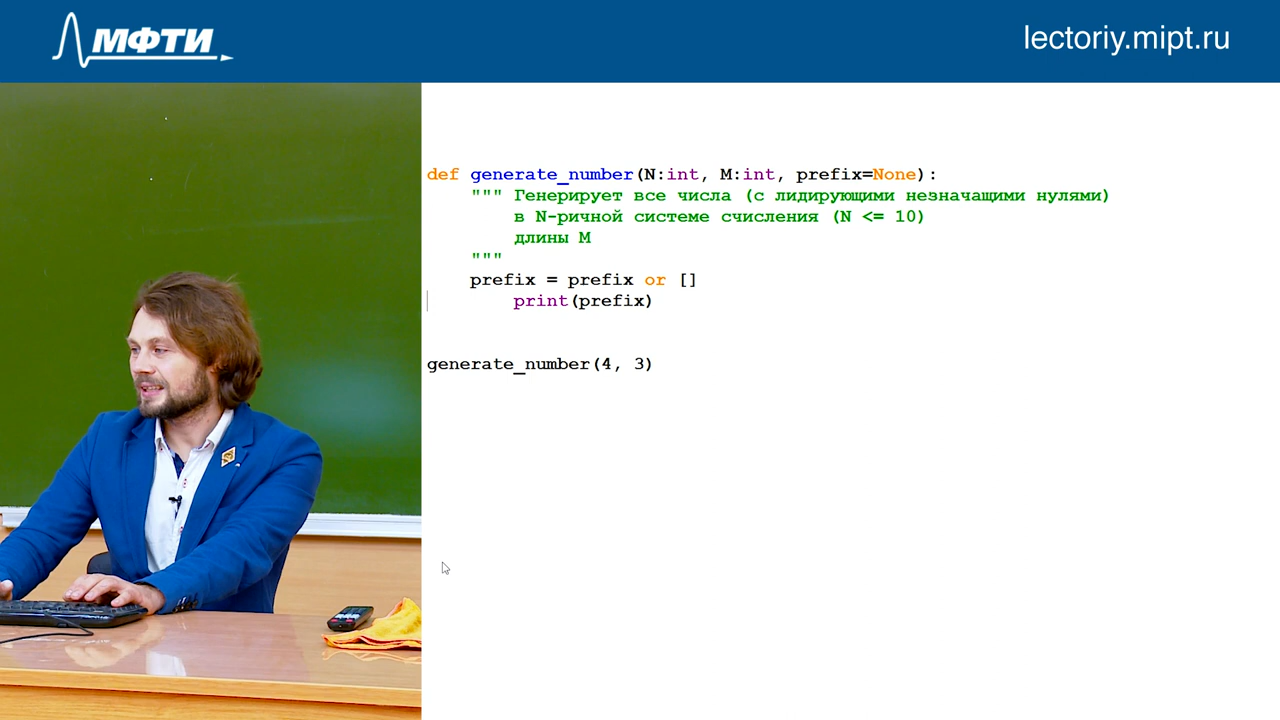 МФТИ
lectoriy.mipt.ru
def generate_number(N:int, M:int, prefix=None):
    """ Генерирует все числа (с лидирующими незначащими нулями)
        в N-ричной системе счисления (N <= 10)
        длины M
    """
    prefix = prefix or []
        print(prefix)
generate_number(4, 3)